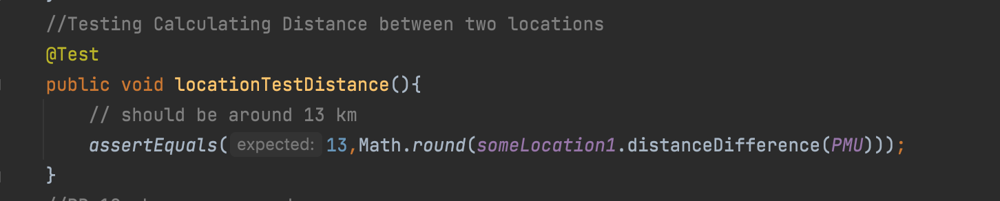 //Testing Calculating Distance between two locations
@Test
public void locationTestDistance(){
// should be around 13 km
assertEquals( expected: 13,Math.round(someLocation1.distanceDifference(PMU)));
}